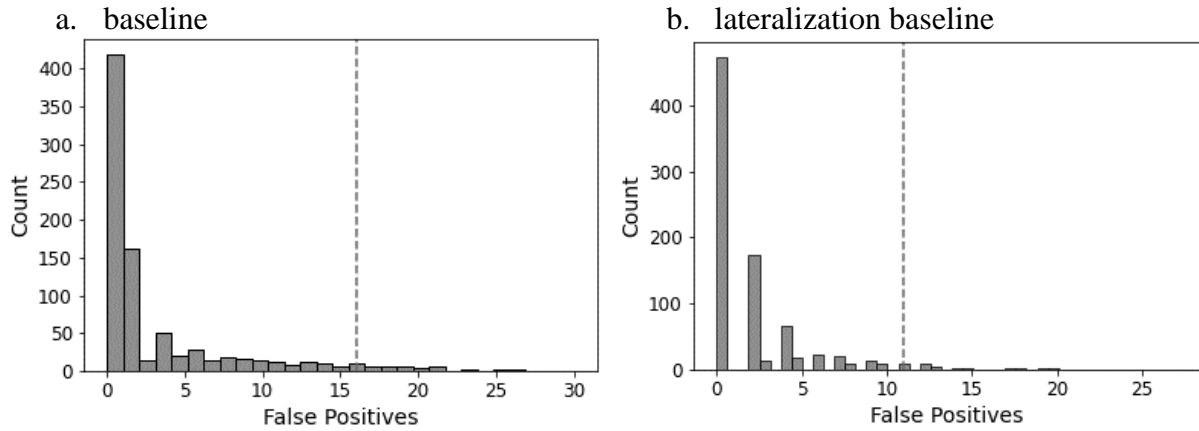 a. baseline
400
350
300
250
200
150
100
50
0
Count
0 5 10 15 20 25 30
False Positives
b. lateralization baseline
400
300
200
100
0
Count
0 5 10 15 20 25
False Positives